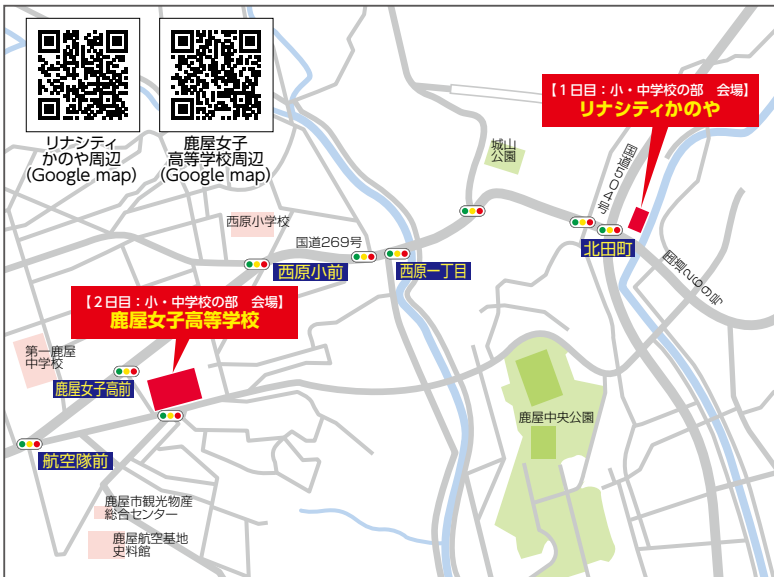 リナシティ
かのや周辺
(Google map)
鹿屋女子
高等学校周辺
(Google map)
【1日目：小・中学校の部　会場】
リナシティかのや
城山
公園
国道504号
西原小学校
国道269号
西原小前
西原一丁目
北田町
国道269号
【2日目：小・中学校の部　会場】
鹿屋女子高等学校
第一鹿屋
中学校
鹿屋女子高前
鹿屋中央公園
航空隊前
鹿屋市観光物産
総合センター
鹿屋航空基地
史料館